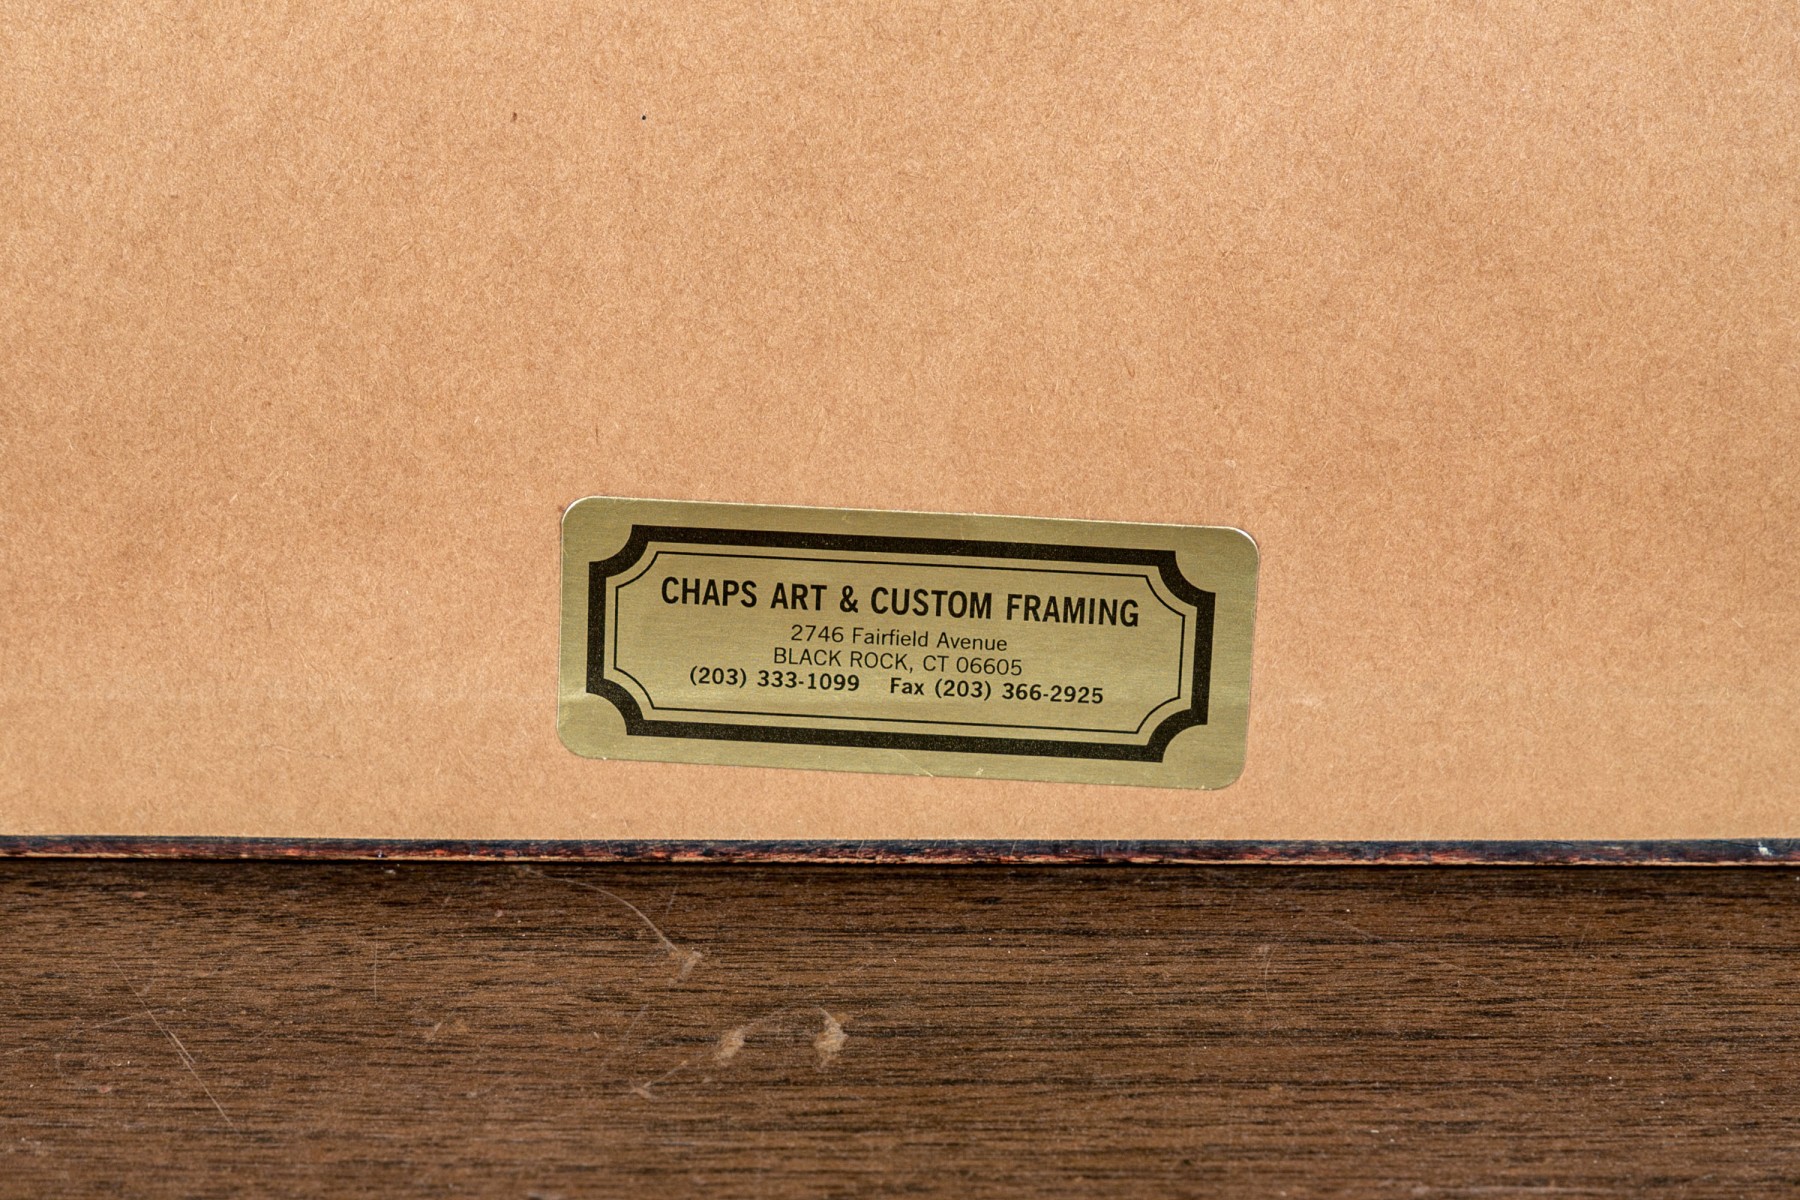 CHAPS ART & CUSTOM FRAMING
2746 Fairfield Avenue
BLACK ROCK, CT 06605
(203) 333-1099 Fax (203) 366-2925